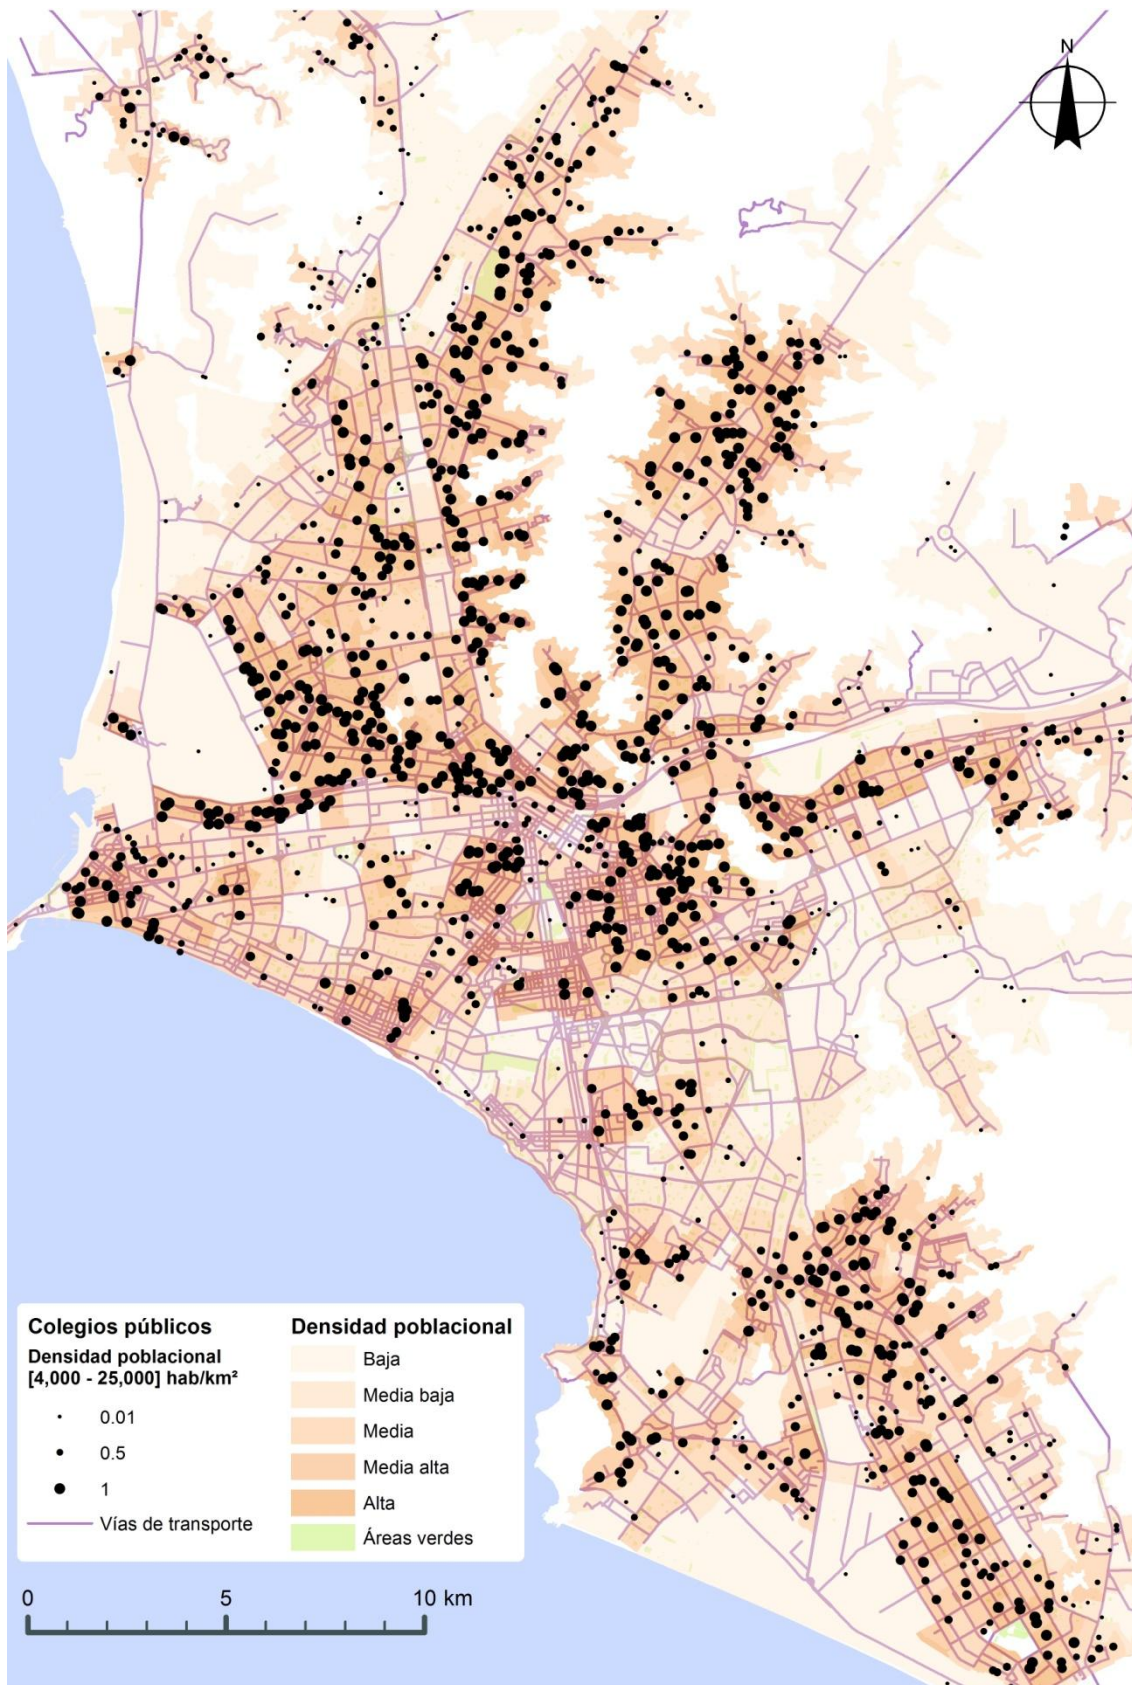 N
Colegios públicos
Densidad poblacional
[4,000 - 25,000] hab/km²
0.01
0.5
1
Vías de transporte
Densidad poblacional
Baja
Media baja
Media
Media alta
Alta
Áreas verdes
0 5 10 km